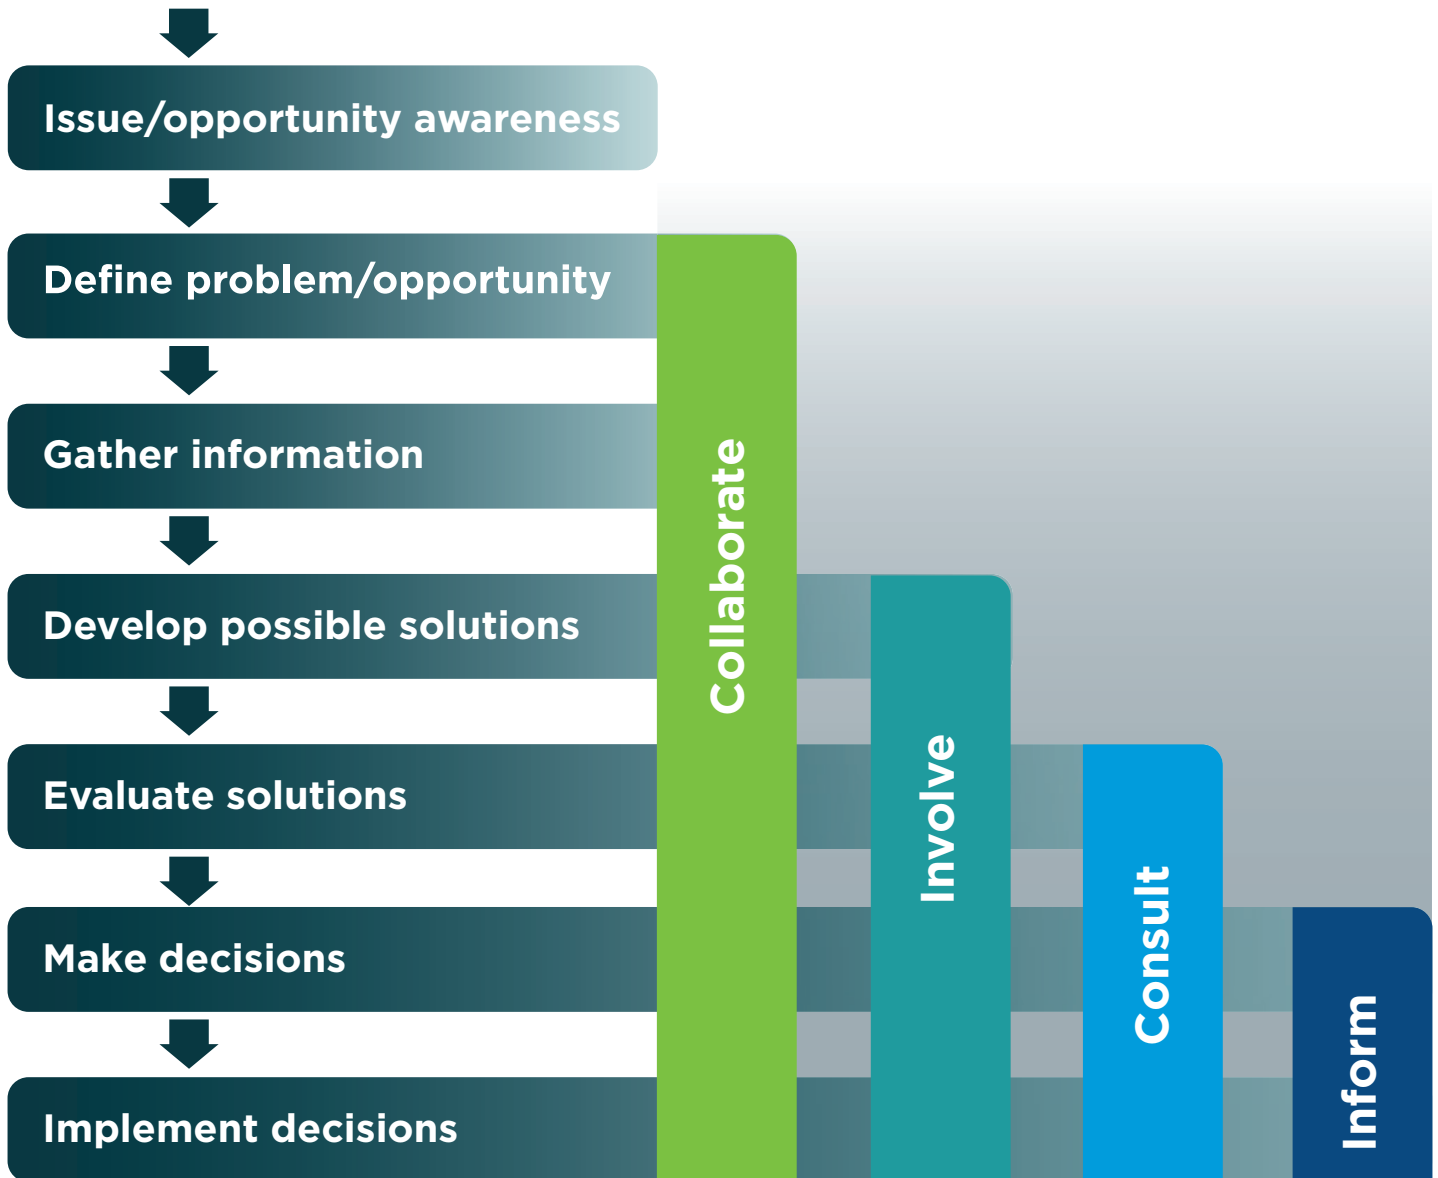 Issue/opportunity awareness
Define problem/opportunity
Gather information
Develop possible solutions
Evaluate solutions
Make decisions
Implement decisions
Collaborate
Involve
Consult
Inform